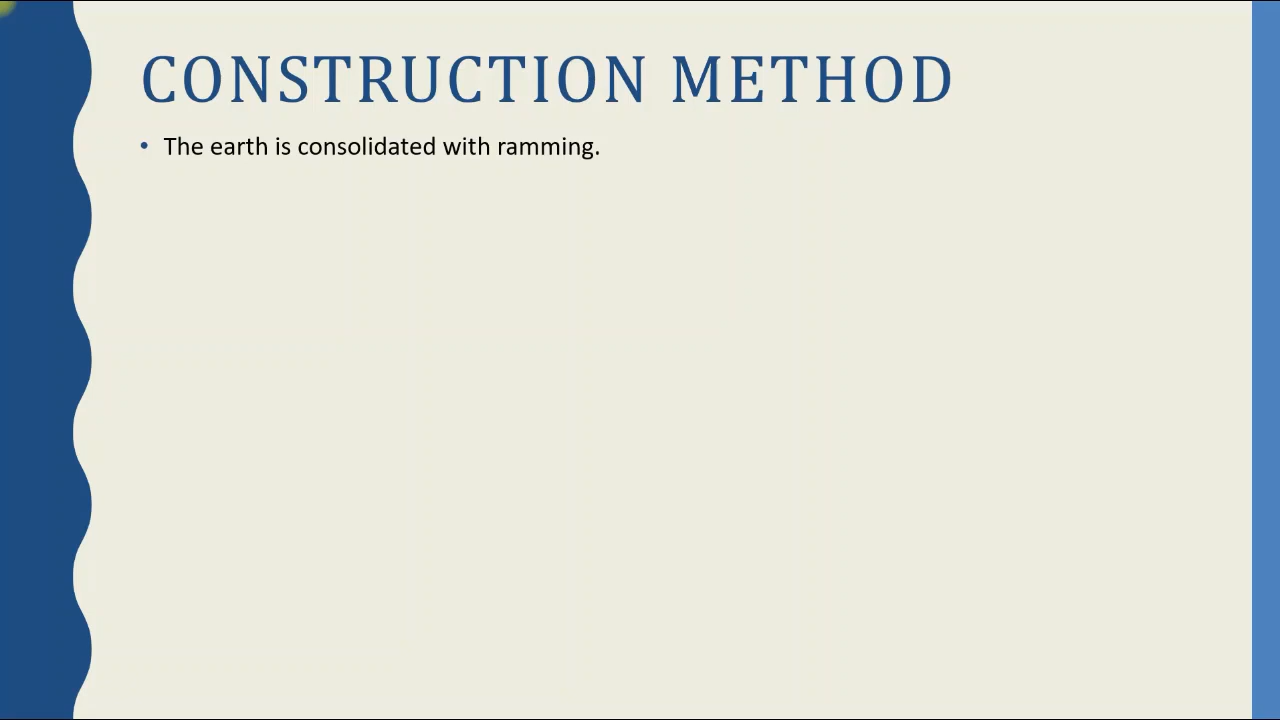 CONSTRUCTION METHOD
• The earth is consolidated with ramming.